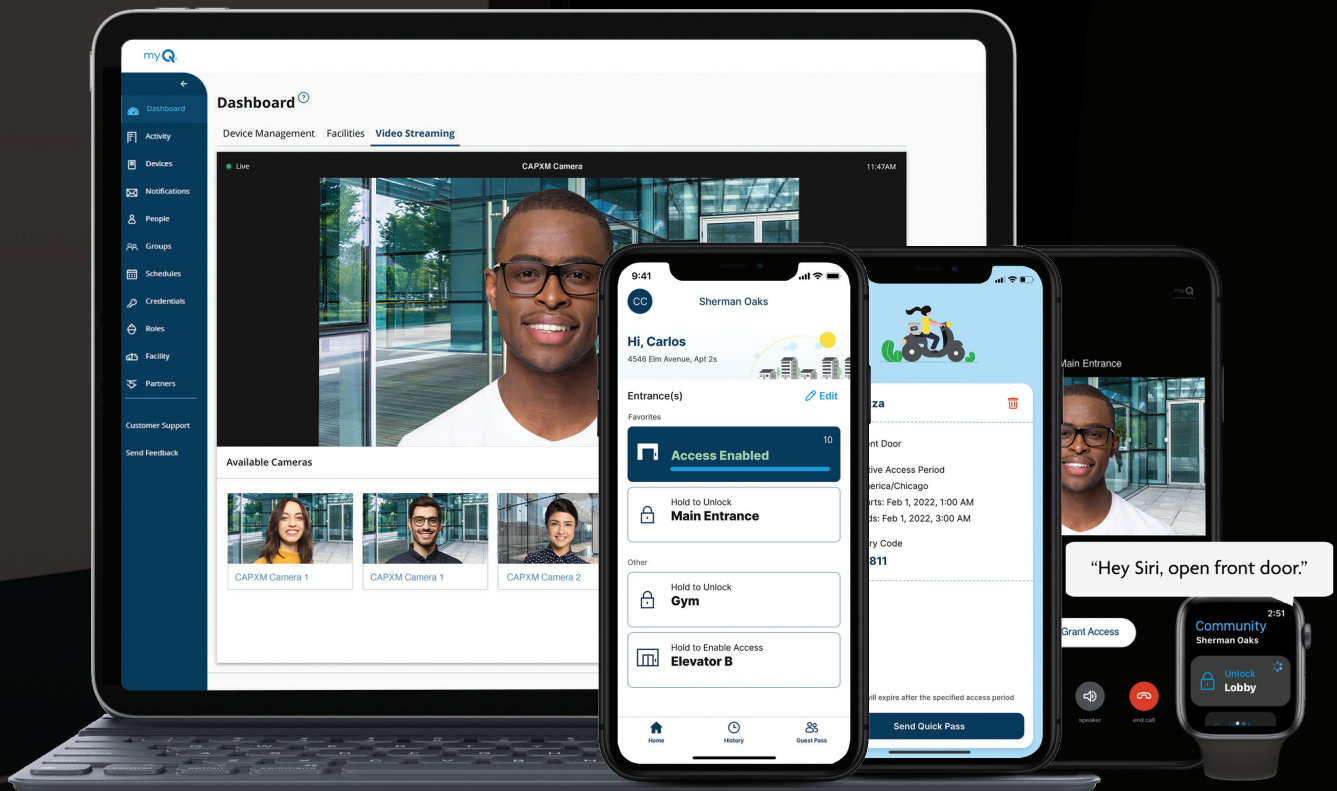 myQ
Dashboard
Activity
Devices
Notifications
People
Groups
Schedules
Credentials
Roles
Facility
Partners
Customer Support
Send Feedback
Dashboard ?
Device Management Facilities Video Streaming
Live CAPXM Camera 11:47AM
Available Cameras
CAPXM Camera 1 CAPXM Camera 1 CAPXM Camera 2
9:41
CC Sherman Oaks
Hi, Carlos
4546 Elm Avenue, Apt 2s
Entrance(s) Edit
Favorites
10
Access Enabled
Hold to Unlock
Main Entrance
Other
Hold to Unlock
Gym
Hold to Enable Access
Elevator B
Home History Guest Pass
za
nt Door
tive Access Period
erica/Chicago
rts: Feb 1, 2022, 1:00 AM
ds: Feb 1, 2022, 3:00 AM
ry Code
811
ill expire after the specified access period
Send Quick Pass
myQ
community
Main Entrance
Grant Access
speaker end call
“Hey Siri, open front door.”
2:51
Community
Sherman Oaks
Unlock
Lobby
option command